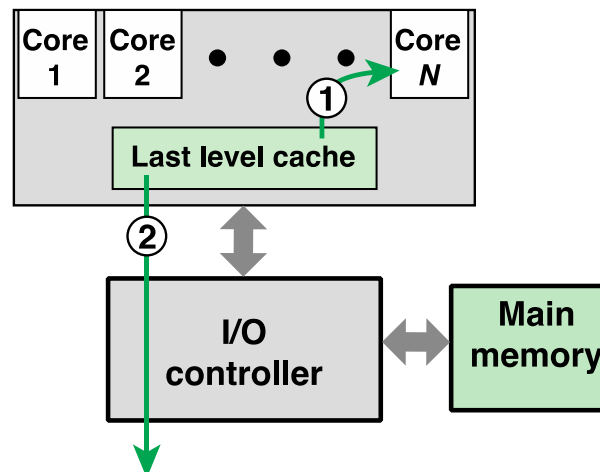 Core
1
Core
2
Core
N
1
Last level cache
2
I/O
controller
Main
memory